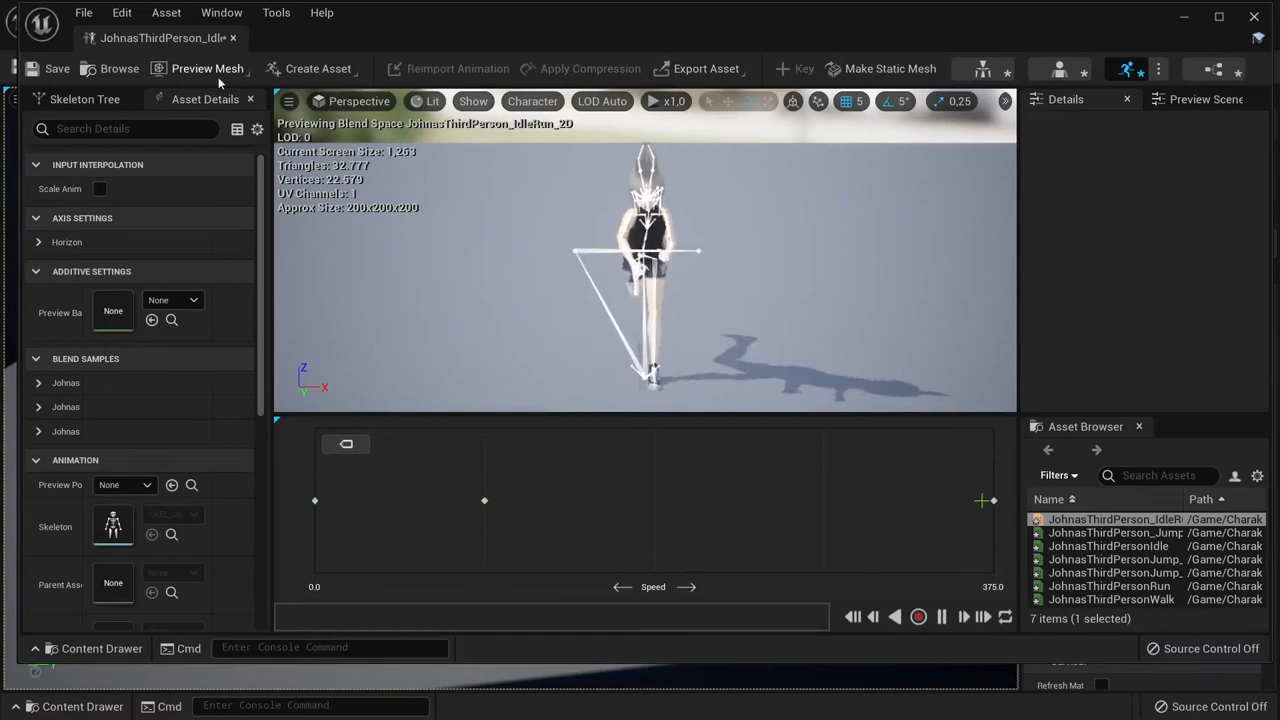 File Edit Asset Window Tools Help
JohnasThirdPerson_Idl
Save Browse Preview Mesh Create Asset Reimport Animation Apply Compression Export Asset Key Make Static Mesh
Skeleton Tre Asset Details
Perspective Lit Show Character LOD Auto x1,0 5 5° 0,25
Details Preview Scene
Search Details
Previewing Blend Space JohnasThirdPerson_IdleRun_2D
LOD: 0
Current Screen Size: 1,263
Triangles: 32.777
Vertices: 22.579
UV Channels: 1
Approx Size: 200x200x200
INPUT INTERPOLATION
Scale Anim
AXIS SETTINGS
Horizon
ADDITIVE SETTINGS
Preview Ba None None
BLEND SAMPLES
Johnas
Johnas
Johnas
ANIMATION
Preview Po None
Skeleton
Parent Asse None None
Z
X
Y
0.0 Speed 375.0
Asset Browser
Filters Search Assets
Name Path
JohnasThirdPerson_IdleR /Game/Charak
JohnasThirdPerson_Jump /Game/Charak
JohnasThirdPersonIdle /Game/Charak
JohnasThirdPersonJump_ /Game/Charak
JohnasThirdPersonJump_ /Game/Charak
JohnasThirdPersonRun /Game/Charak
JohnasThirdPersonWalk /Game/Charak
7 items (1 selected)
Content Drawer Cmd Enter Console Command Source Control Off
Refresh Mat
Content Drawer Cmd Enter Console Command Source Control Off